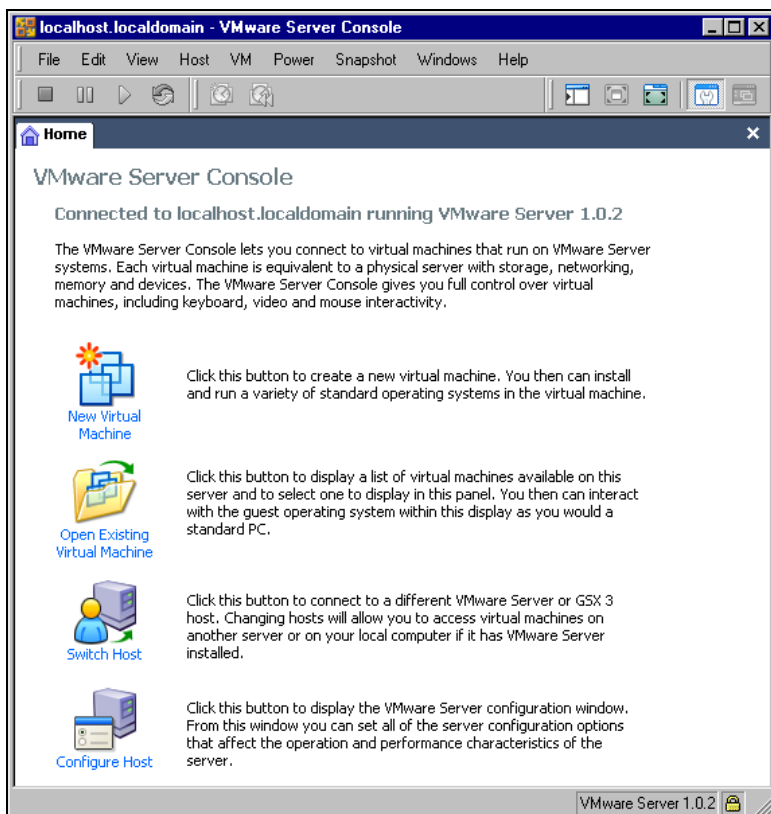 localhost.localdomain - VMware Server Console
File Edit View Host VM Power Snapshot Windows Help
Home
VMware Server Console
Connected to localhost.localdomain running VMware Server 1.0.2
The VMware Server Console lets you connect to virtual machines that run on VMware Server
systems. Each virtual machine is equivalent to a physical server with storage, networking,
memory and devices. The VMware Server Console gives you full control over virtual
machines, including keyboard, video and mouse interactivity.
New Virtual
Machine
Click this button to create a new virtual machine. You then can install
and run a variety of standard operating systems in the virtual machine.
Open Existing
Virtual Machine
Click this button to display a list of virtual machines available on this
server and to select one to display in this panel. You then can interact
with the guest operating system within this display as you would a
standard PC.
Switch Host
Click this button to connect to a different VMware Server or GSX 3
host. Changing hosts will allow you to access virtual machines on
another server or on your local computer if it has VMware Server
installed.
Configure Host
Click this button to display the VMware Server configuration window.
From this window you can set all of the server configuration options
that affect the operation and performance characteristics of the
server.
VMware Server 1.0.2